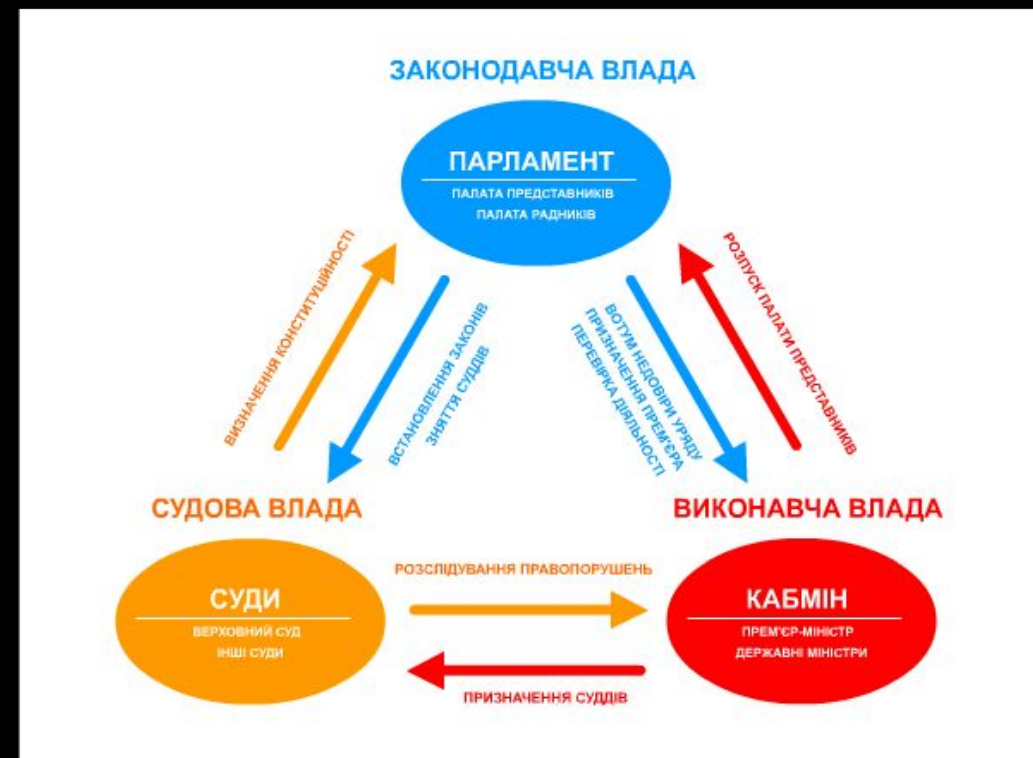 ЗАКОНОДАВЧА ВЛАДА
ПАРЛАМЕНТ
ПАЛАТА ПРЕДСТАВНИКІВ
ПАЛАТА РАДНИКІВ
ВИЗНАЧЕННЯ КОНСТИТУЦІЙНОСТІ
ВСТАНОВЛЕННЯ ЗАКОНІВ
ЗНЯТТЯ СУДДІВ
ВОТУМ НЕДОВІРИ УРЯДУ
ПРИЗНАЧЕННЯ ПРЕМ'ЄРА
ПЕРЕВІРКА ДІЯЛЬНОСТІ
РОЗПУСК ПАЛАТИ ПРЕДСТАВНИКІВ
СУДОВА ВЛАДА
СУДИ
ВЕРХОВНИЙ СУД
ІНШІ СУДИ
РОЗСЛІДУВАННЯ ПРАВОПОРУШЕНЬ
ПРИЗНАЧЕННЯ СУДДІВ
ВИКОНАВЧА ВЛАДА
КАБМІН
ПРЕМ'ЄР-МІНІСТР
ДЕРЖАВНІ МІНІСТРИ